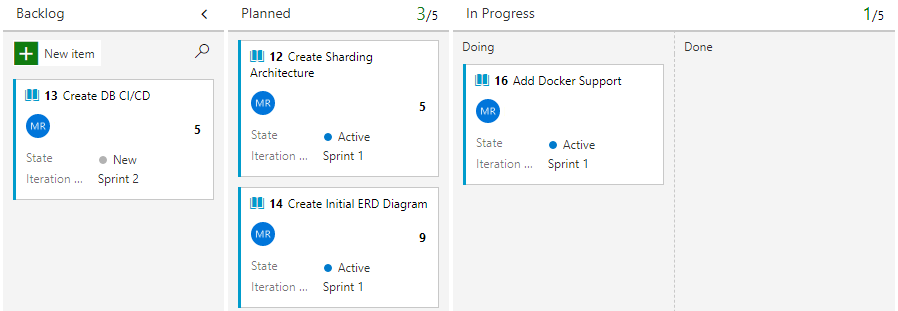 Backlog
New item
13 Create DB CI/CD
MR
5
State New
Iteration ... Sprint 2
Planned 3/5
12 Create Sharding
Architecture
MR
5
State Active
Iteration ... Sprint 1
14 Create Initial ERD Diagram
MR
9
State Active
Iteration ... Sprint 1
In Progress 1/5
Doing
16 Add Docker Support
MR
State Active
Iteration ... Sprint 1
Done